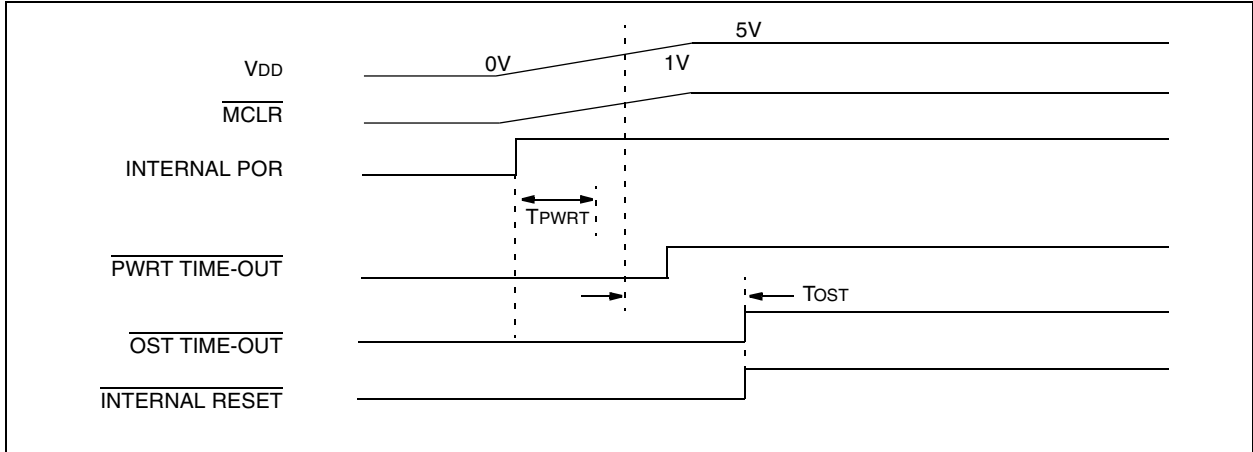 5V
VDD
0V
1V
MCLR
INTERNAL POR
TPWRT
PWRT TIME-OUT
TOST
OST TIME-OUT
INTERNAL RESET